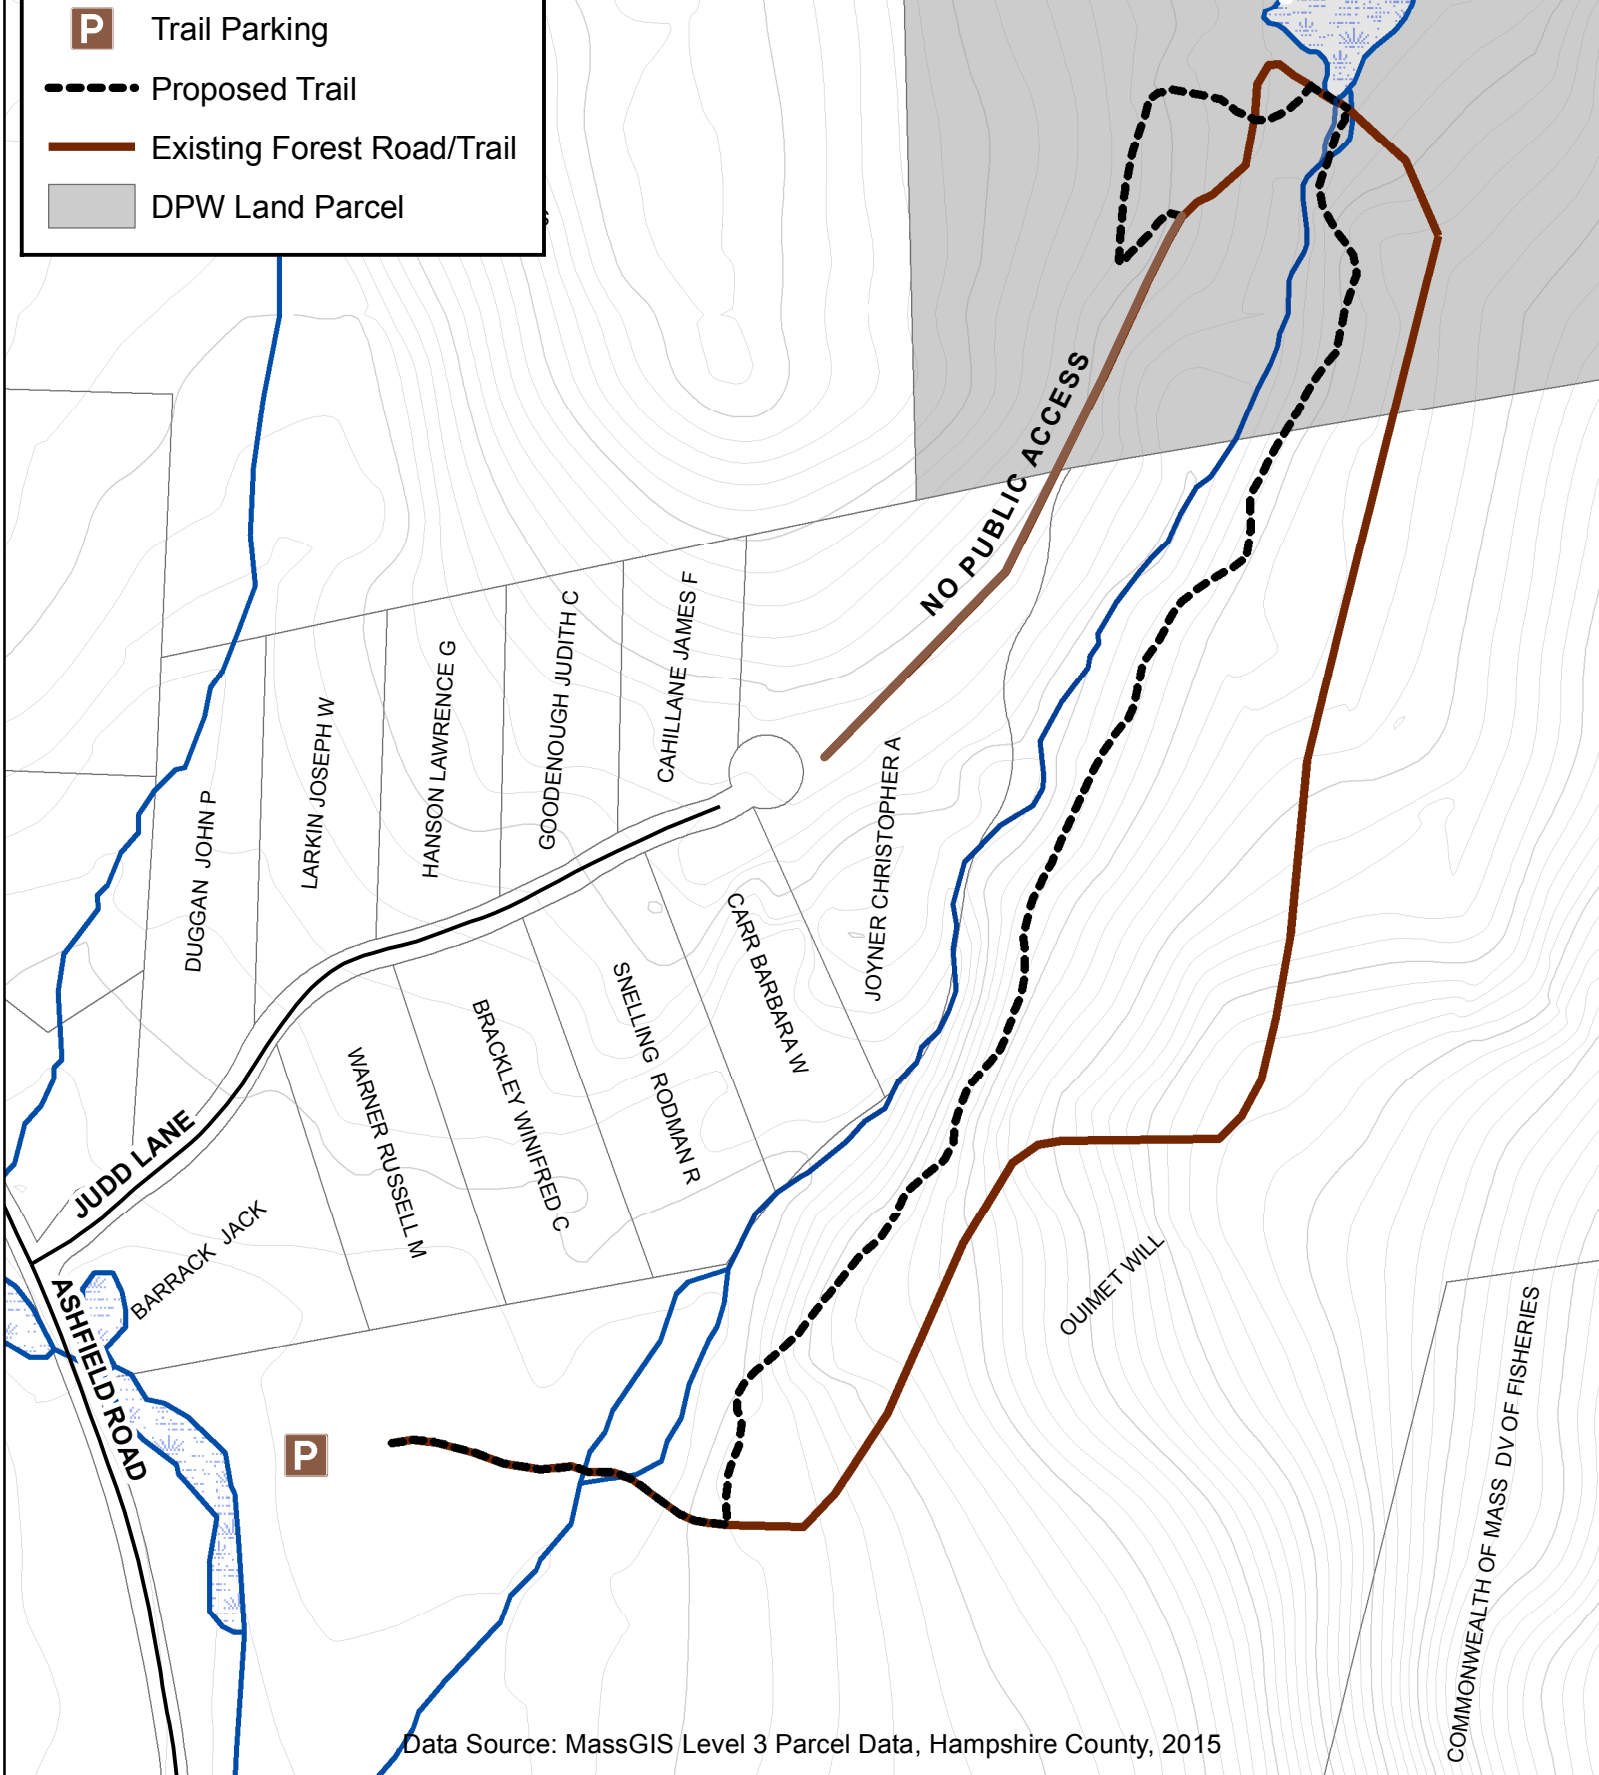 P Trail Parking
Proposed Trail
Existing Forest Road/Trail
DPW Land Parcel
NO PUBLIC ACCESS
CAHILLANE JAMES F
GOODENOUGH JUDITH C
HANSON LAWRENCE G
LARKIN JOSEPH W
DUGGAN JOHN P
JOYNER CHRISTOPHER A
CARR BARBARA W
SNELLING RODMAN R
BRACKLEY WINIFRED C
WARNER RUSSELL M
JUDD LANE
BARRACK JACK
ASHFIELD ROAD
OUIMET WILL
COMMONWEALTH OF MASS DV OF FISHERIES
P
Data Source: MassGIS Level 3 Parcel Data, Hampshire County, 2015